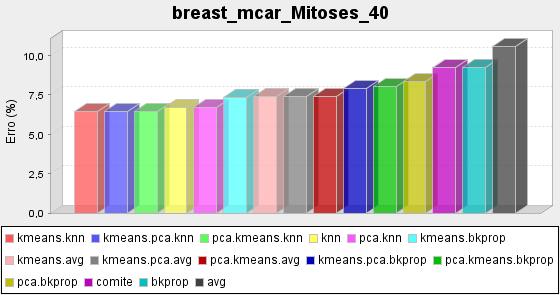 breast_mcar_Mitoses_40
Erro (%)
10,0
7,5
5,0
2,5
0,0
kmeans.knn kmeans.pca.knn pca.kmeans.knn knn pca.knn kmeans.bkprop
kmeans.avg kmeans.pca.avg pca.kmeans.avg kmeans.pca.bkprop pca.kmeans.bkprop
pca.bkprop comite bkprop avg